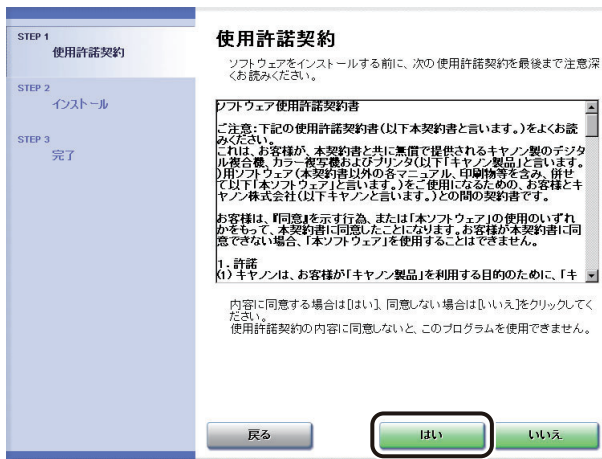 STEP 1
使用許諾契約
STEP 2
インストール
STEP 3
完了
使用許諾契約
ソフトウェアをインストールする前に、次の使用許諾契約を最後まで注意深
くお読みください。
ソフトウェア使用許諾契約書
ご注意:下記の使用許諾契約書(以下本契約書と言います。)をよくお読
みください。
これは、お客様が、本契約書と共に無償で提供されるキヤノン製のデジタ
ル複合機、カラー複写機およびプリンタ(以下「キヤノン製品」と言います。
)用ソフトウェア(本契約書以外の各マニュアル、印刷物等を含み、併せ
て以下「本ソフトウェア」と言います。)をご使用になるための、お客様とキ
ヤノン株式会社(以下キヤノンと言います。)との間の契約書です。
お客様は、『同意』を示す行為、または「本ソフトウェア」の使用のいずれ
かをもって、本契約書に同意したことになります。お客様が本契約書に同
意できない場合、「本ソフトウェア」を使用することはできません。
1. 許諾
(1) キヤノンは、お客様が「キヤノン製品」を利用する目的のために、「キ
内容に同意する場合は[はい]、同意しない場合は[いいえ]をクリックしてく
ださい。
使用許諾契約の内容に同意しないと、このプログラムを使用できません。
戻る
はい
いいえ